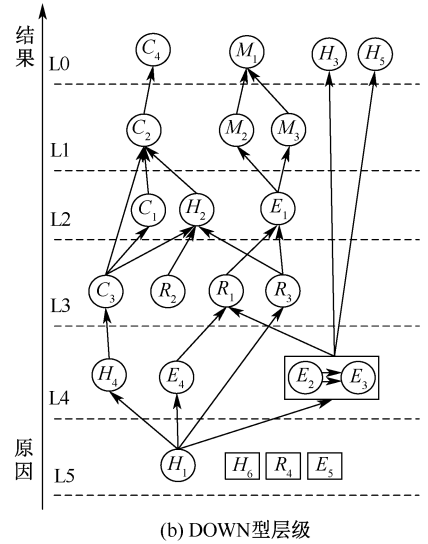 结果
L0 C4 M1 H3 H5
L1 C2 M2 M3
L2 C1 H2 E1
L3 C3 R2 R1 R3
L4 H4 E4 E2 E3
原因
L5 H1 H6 R4 E5
(b) DOWN型层级